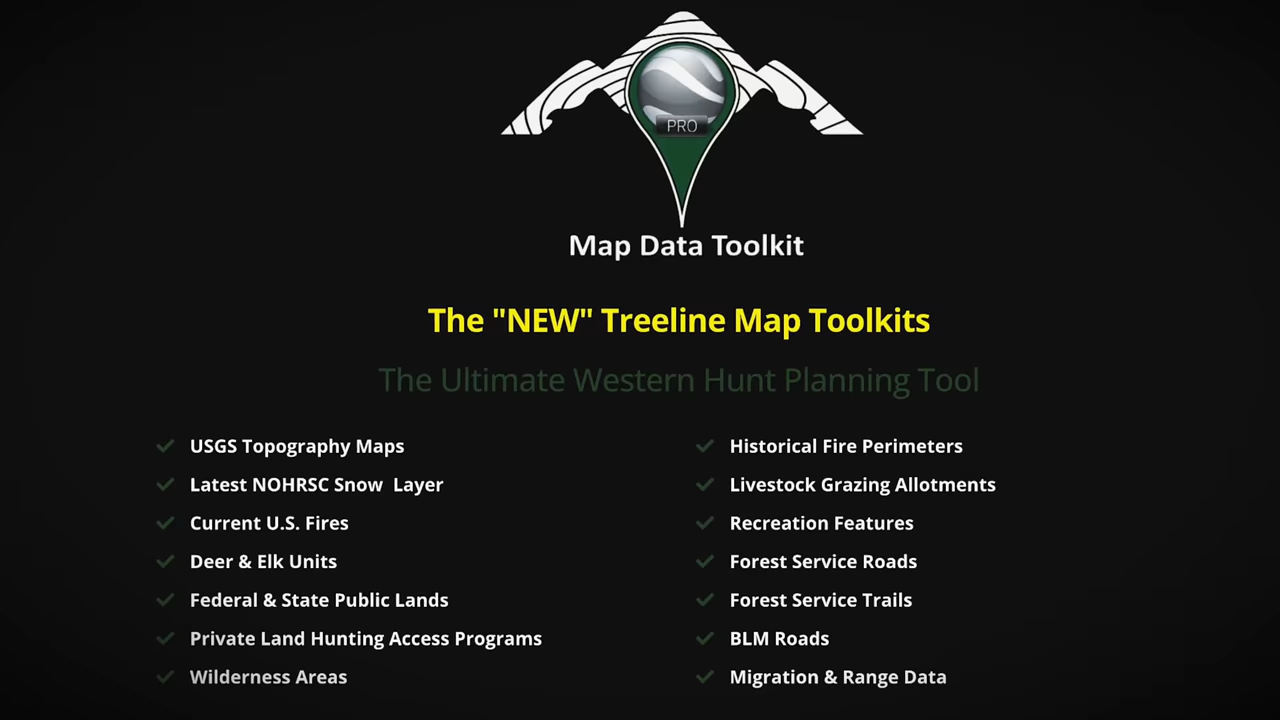 PRO
Map Data Toolkit
The "NEW" Treeline Map Toolkits
The Ultimate Western Hunt Planning Tool
USGS Topography Maps
Latest NOHRSC Snow Layer
Current U.S. Fires
Deer & Elk Units
Federal & State Public Lands
Private Land Hunting Access Programs
Wilderness Areas
Historical Fire Perimeters
Livestock Grazing Allotments
Recreation Features
Forest Service Roads
Forest Service Trails
BLM Roads
Migration & Range Data